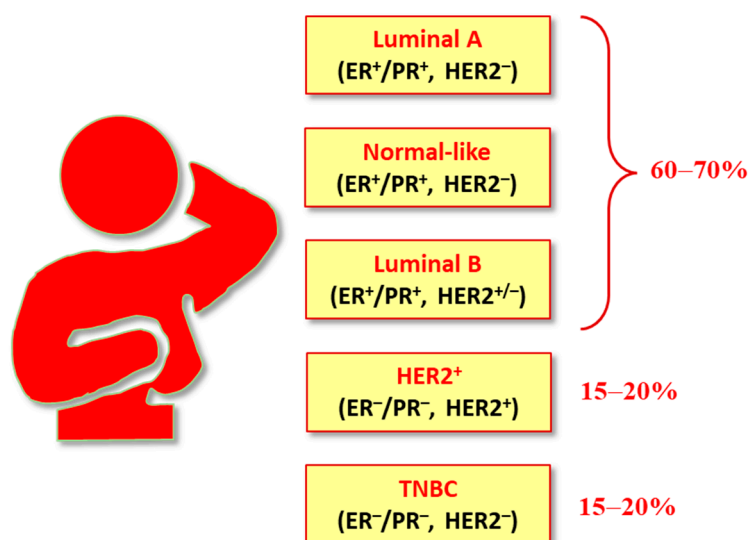 Luminal A
(ER⁺/PR⁺, HER2⁻)
Normal-like
(ER⁺/PR⁺, HER2⁻)
60–70%
Luminal B
(ER⁺/PR⁺, HER2⁺/⁻)
HER2⁺
(ER⁻/PR⁻, HER2⁺)
15–20%
TNBC
(ER⁻/PR⁻, HER2⁻)
15–20%